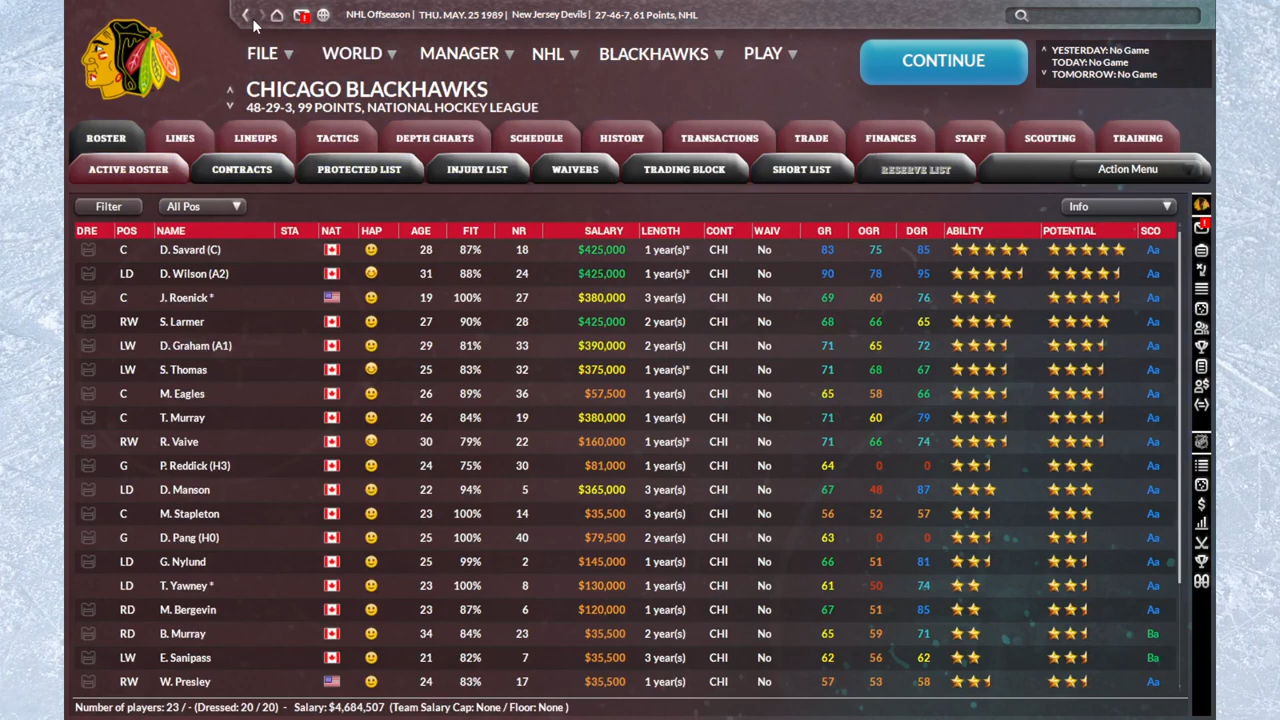 NHL Offseason | THU. MAY. 25 1989 | New Jersey Devils | 27-46-7, 61 Points, NHL
FILE WORLD MANAGER NHL BLACKHAWKS PLAY
CONTINUE
YESTERDAY: No Game
TODAY: No Game
TOMORROW: No Game
CHICAGO BLACKHAWKS
48-29-3, 99 POINTS, NATIONAL HOCKEY LEAGUE
ROSTER LINES LINEUPS TACTICS DEPTH CHARTS SCHEDULE HISTORY TRANSACTIONS TRADE FINANCES STAFF SCOUTING TRAINING
ACTIVE ROSTER CONTRACTS PROTECTED LIST INJURY LIST WAIVERS TRADING BLOCK SHORT LIST RESERVE LIST Action Menu
Filter All Pos Info
DRE POS NAME STA NAT HAP AGE FIT NR SALARY LENGTH CONT WAIV GR OGR DGR ABILITY POTENTIAL SCO
C D. Savard (C) 28 87% 18 $425,000 1 year(s)* CHI No 83 75 85 Aa
LD D. Wilson (A2) 31 88% 24 $425,000 1 year(s)* CHI No 90 78 95 Aa
C J. Roenick * 19 100% 27 $380,000 3 year(s) CHI No 69 60 76 Aa
RW S. Larmer 27 90% 28 $425,000 2 year(s) CHI No 68 66 65 Aa
LW D. Graham (A1) 29 81% 33 $390,000 2 year(s) CHI No 71 65 72 Aa
LW S. Thomas 25 83% 32 $375,000 1 year(s)* CHI No 71 68 67 Aa
C M. Eagles 26 89% 36 $57,500 1 year(s) CHI No 65 58 66 Aa
C T. Murray 26 84% 19 $380,000 1 year(s) CHI No 71 60 79 Aa
RW R. Vaive 30 79% 22 $160,000 1 year(s)* CHI No 71 66 74 Aa
G P. Reddick (H3) 24 75% 30 $81,000 1 year(s) CHI No 64 0 0 Aa
LD D. Manson 22 94% 5 $365,000 3 year(s) CHI No 67 48 87 Aa
C M. Stapleton 23 100% 14 $35,500 1 year(s) CHI No 56 52 57 Aa
G D. Pang (H0) 25 100% 40 $79,500 1 year(s) CHI No 63 0 0 Aa
LD G. Nylund 25 99% 2 $145,000 1 year(s) CHI No 66 51 81 Aa
LD T. Yawney * 23 100% 8 $130,000 1 year(s) CHI No 61 50 74 Aa
RD M. Bergevin 23 87% 6 $120,000 1 year(s) CHI No 67 51 85 Aa
RD B. Murray 34 84% 23 $35,500 2 year(s) CHI No 65 59 71 Ba
LW E. Sanipass 21 82% 7 $35,500 3 year(s) CHI No 62 56 62 Ba
RW W. Presley 24 83% 17 $35,500 1 year(s) CHI No 57 53 58 Aa
Number of players: 23 / - (Dressed: 20 / 20) - Salary: $4,684,507 (Team Salary Cap: None / Floor: None )